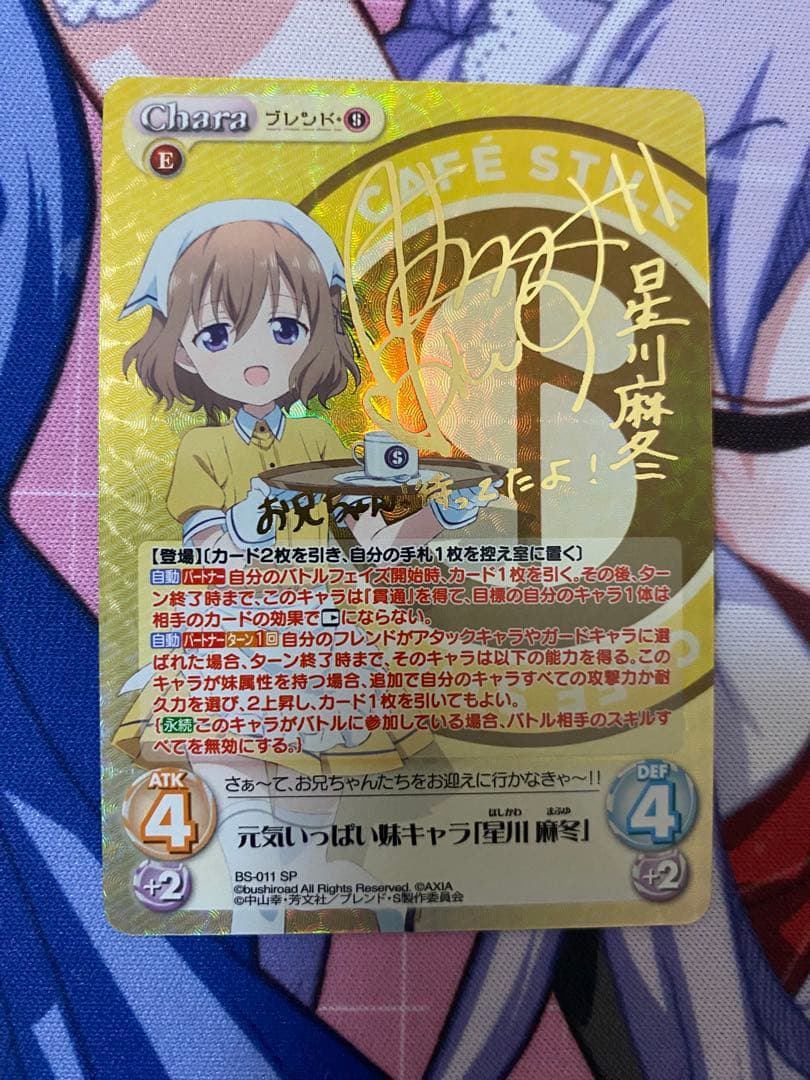 Chara ブレンド・S
E
CAFÉ STILE
星川麻冬
S
お兄ちゃん!待ってたよ!
【登場】〔カード2枚を引き、自分の手札1枚を控え室に置く〕
自動 パートナー 自分のバトルフェイズ開始時、カード1枚を引く。その後、ター
ン終了時まで、このキャラは『貫通』を得て、目標の自分のキャラ1体は
相手のカードの効果で にならない。
自動 パートナー ターン1回 自分のフレンドがアタックキャラやガードキャラに選
ばれた場合、ターン終了時まで、そのキャラは以下の能力を得る。この
キャラが妹属性を持つ場合、追加で自分のキャラすべての攻撃力か耐
久力を選び、2上昇し、カード1枚を引いてもよい。
{永続 このキャラがバトルに参加している場合、バトル相手のスキルす
べてを無効にする。}
さぁ〜て、お兄ちゃんたちをお迎えに行かなきゃ〜!!
ATK
4
+2
DEF
4
+2
ほしかわ まふゆ
元気いっぱい妹キャラ「星川 麻冬」
BS-011 SP
©bushiroad All Rights Reserved. ©AXIA
©中山幸・芳文社/ブレンド・S製作委員会